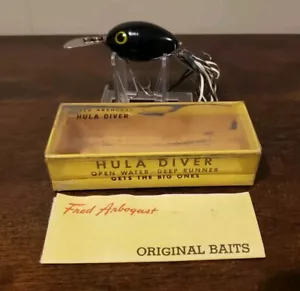 FRED ARBOGAST
HULA DIVER
HULA DIVER
OPEN WATER - DEEP RUNNER
GETS THE BIG ONES
Fred Arbogast
ORIGINAL BAITS